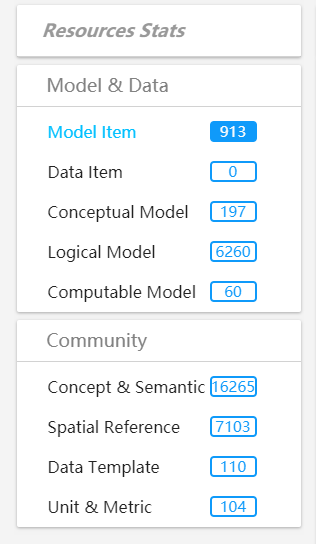 Resources Stats
Model & Data
Model Item 913
Data Item 0
Conceptual Model 197
Logical Model 6260
Computable Model 60
Community
Concept & Semantic 16265
Spatial Reference 7103
Data Template 110
Unit & Metric 104